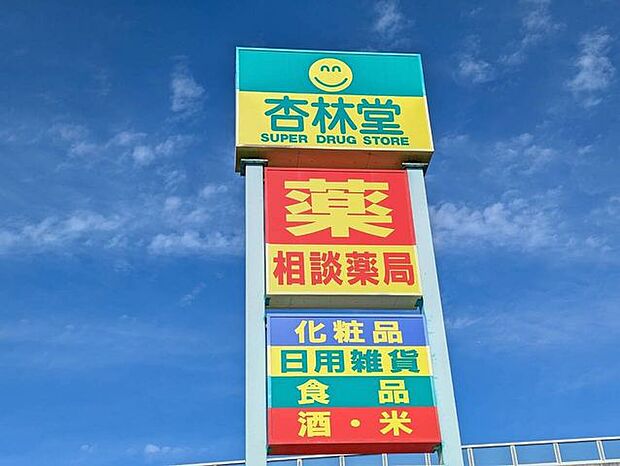 杏林堂
SUPER DRUG STORE
薬
相談薬局
化粧品
日用雑貨
食品
酒・米